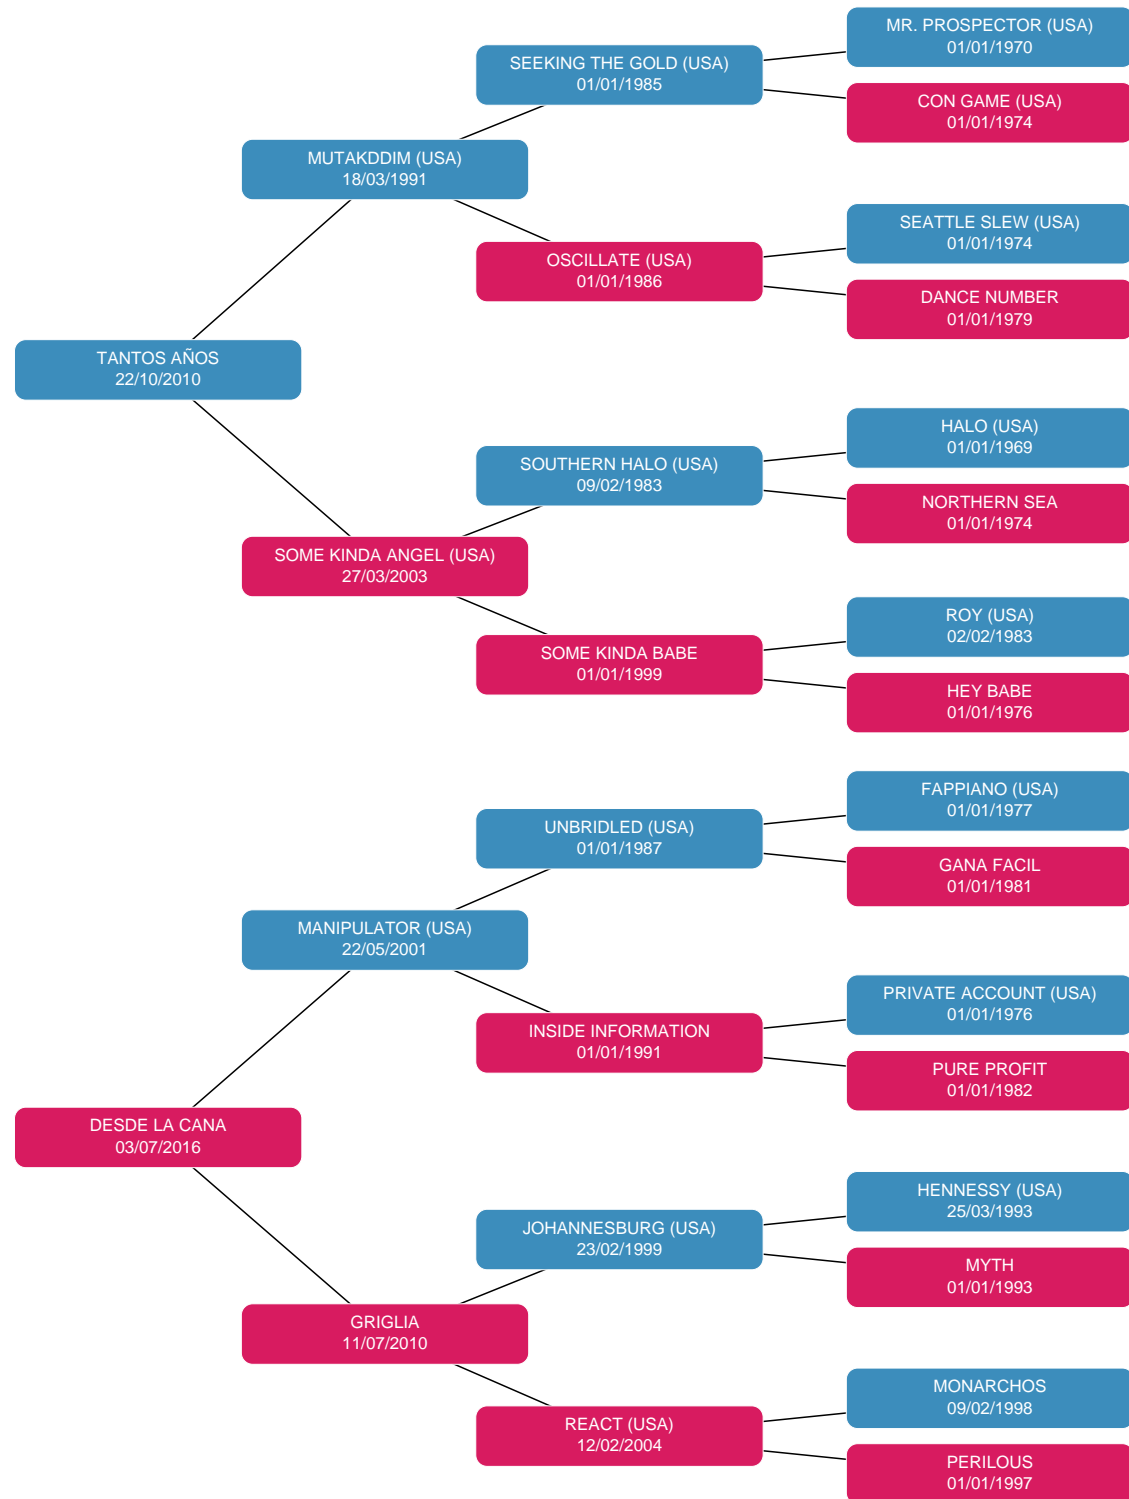 MR. PROSPECTOR (USA)
01/01/1970
SEEKING THE GOLD (USA)
01/01/1985
CON GAME (USA)
01/01/1974
MUTAKDDIM (USA)
18/03/1991
SEATTLE SLEW (USA)
01/01/1974
OSCILLATE (USA)
01/01/1986
DANCE NUMBER
01/01/1979
TANTOS AÑOS
22/10/2010
HALO (USA)
01/01/1969
SOUTHERN HALO (USA)
09/02/1983
NORTHERN SEA
01/01/1974
SOME KINDA ANGEL (USA)
27/03/2003
ROY (USA)
02/02/1983
SOME KINDA BABE
01/01/1999
HEY BABE
01/01/1976
FAPPIANO (USA)
01/01/1977
UNBRIDLED (USA)
01/01/1987
GANA FACIL
01/01/1981
MANIPULATOR (USA)
22/05/2001
PRIVATE ACCOUNT (USA)
01/01/1976
INSIDE INFORMATION
01/01/1991
PURE PROFIT
01/01/1982
DESDE LA CANA
03/07/2016
HENNESSY (USA)
25/03/1993
JOHANNESBURG (USA)
23/02/1999
MYTH
01/01/1993
GRIGLIA
11/07/2010
MONARCHOS
09/02/1998
REACT (USA)
12/02/2004
PERILOUS
01/01/1997